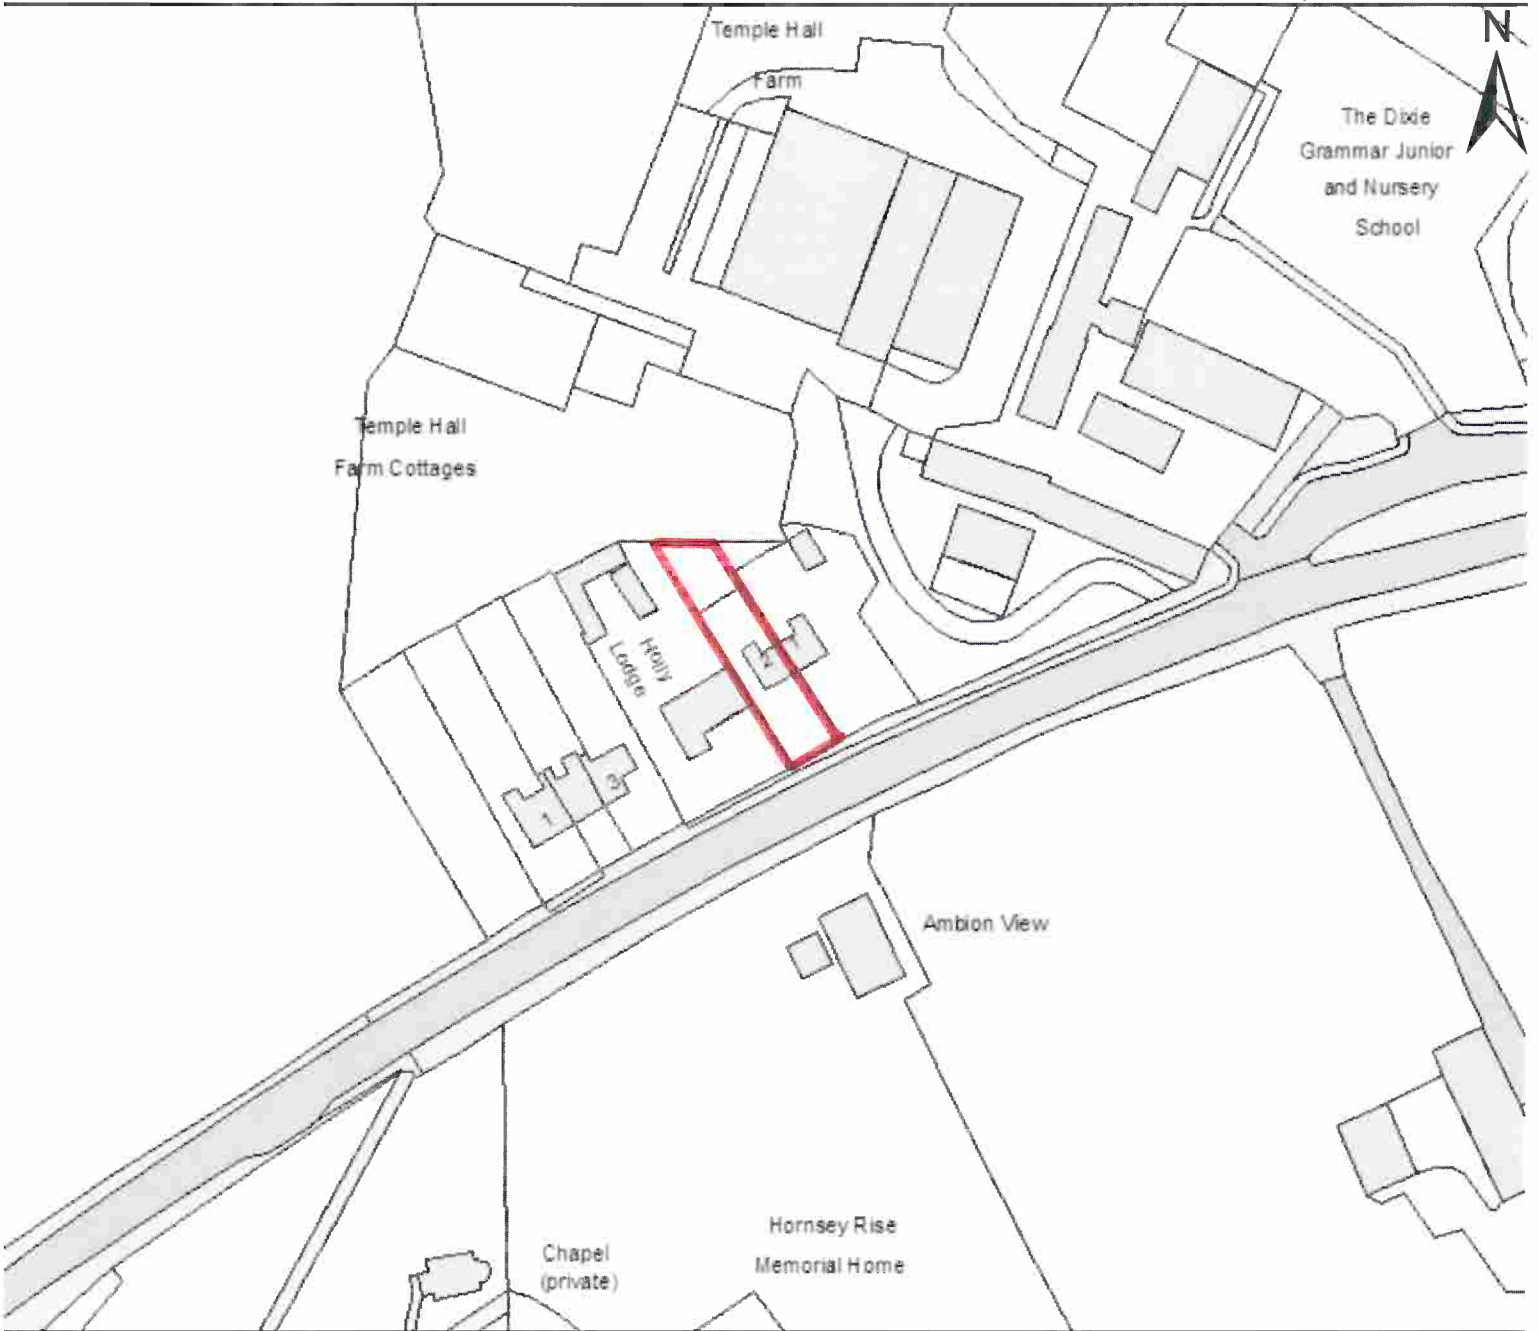 Temple Hall
Farm
N
The Dixie
Grammar Junior
and Nursery
School
Temple Hall
Farm Cottages
Holly
Lodge
1
3
Ambion View
Chapel
(private)
Hornsey Rise
Memorial Home